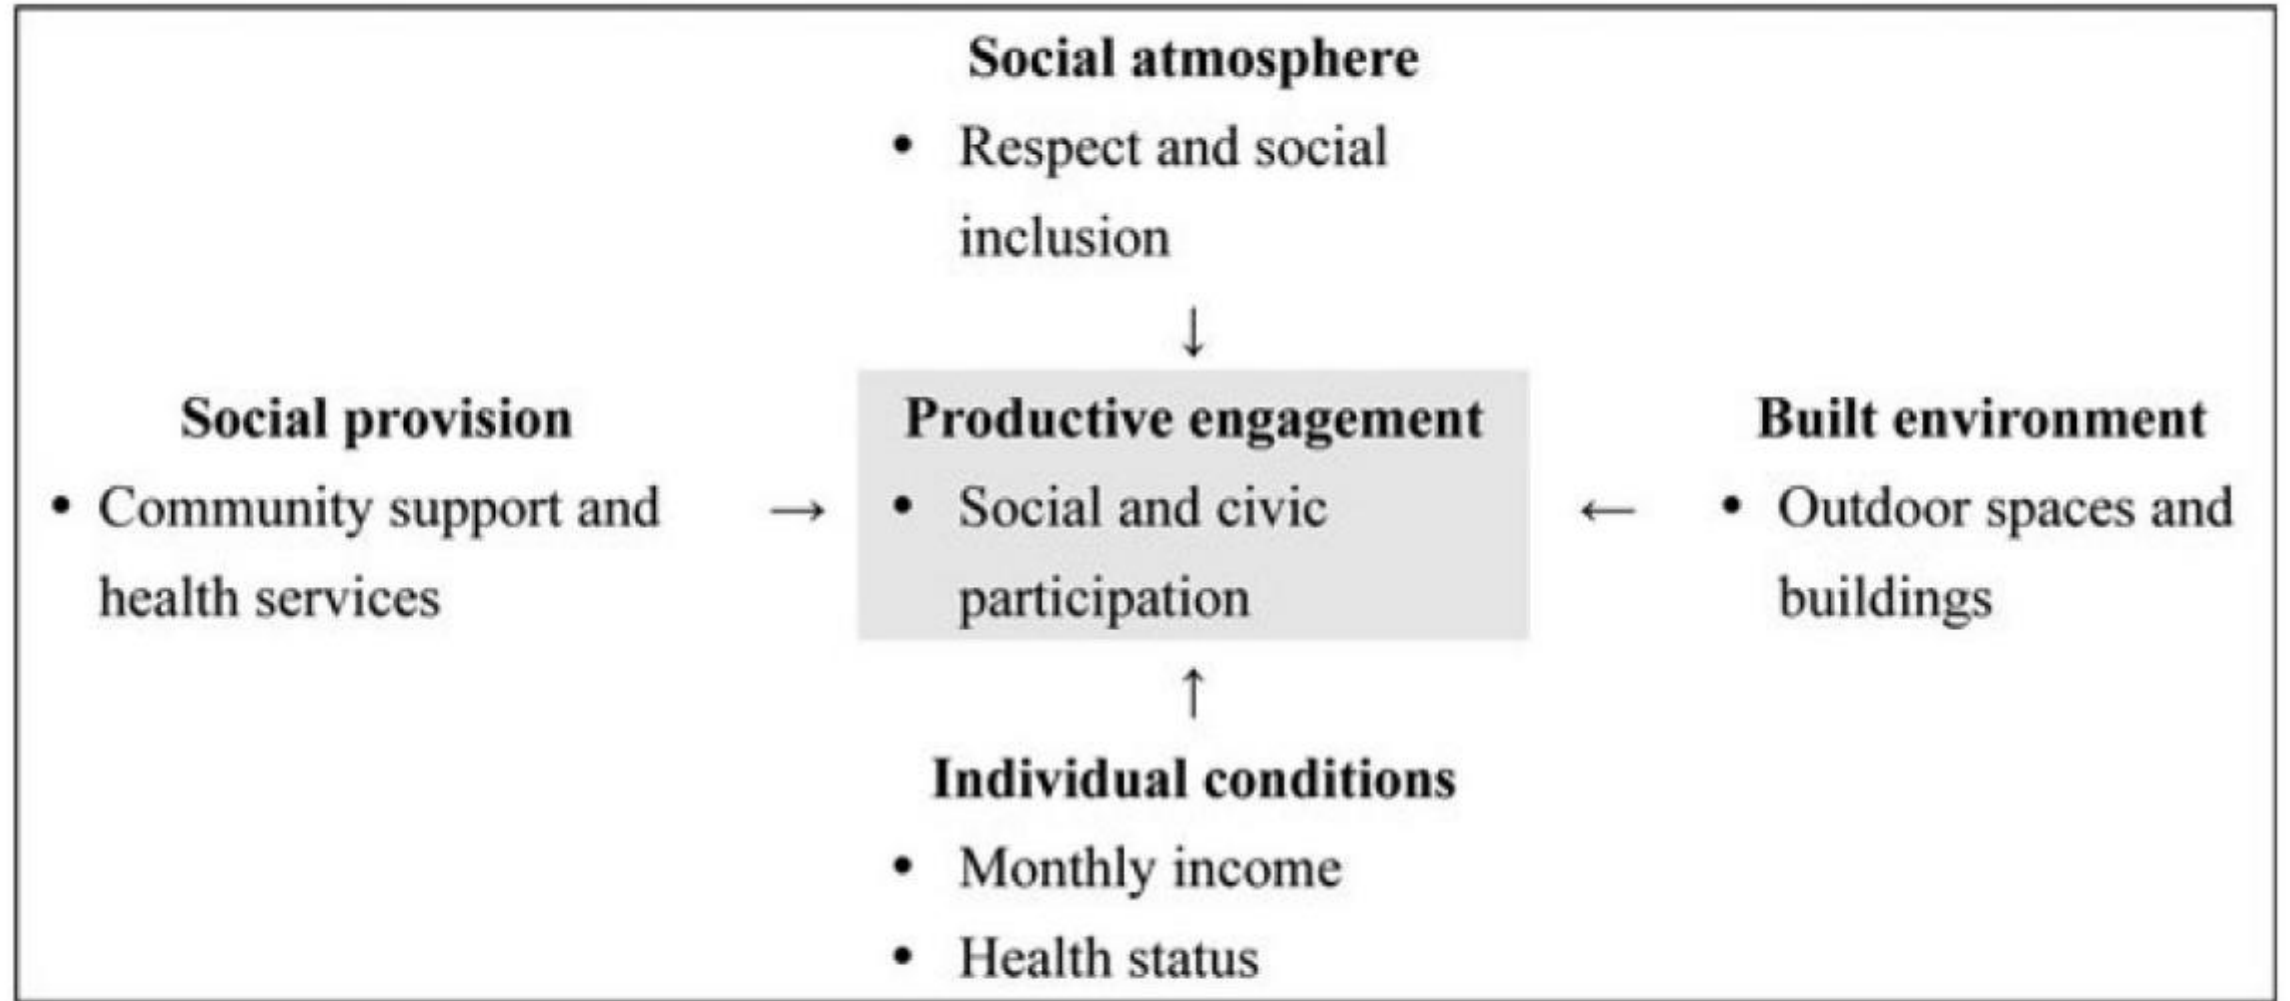 Social atmosphere
• Respect and social
inclusion
↓
Social provision
• Community support and
health services
→
Productive engagement
• Social and civic
participation
←
Built environment
• Outdoor spaces and
buildings
↑
Individual conditions
• Monthly income
• Health status